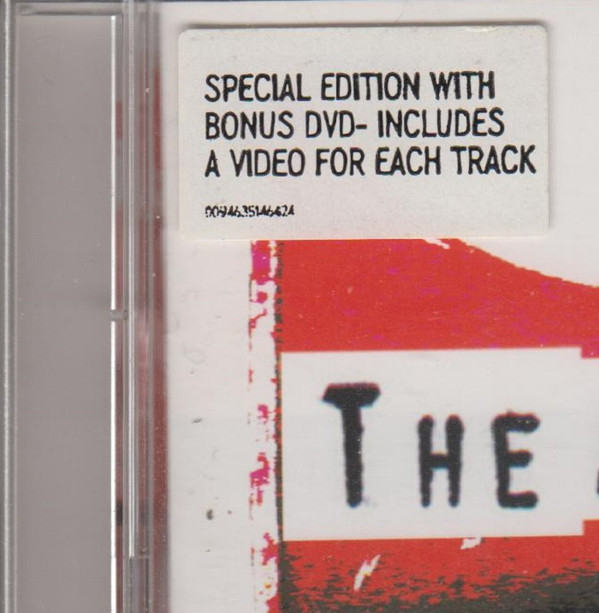 SPECIAL EDITION WITH
BONUS DVD- INCLUDES
A VIDEO FOR EACH TRACK
0094635146424
THE